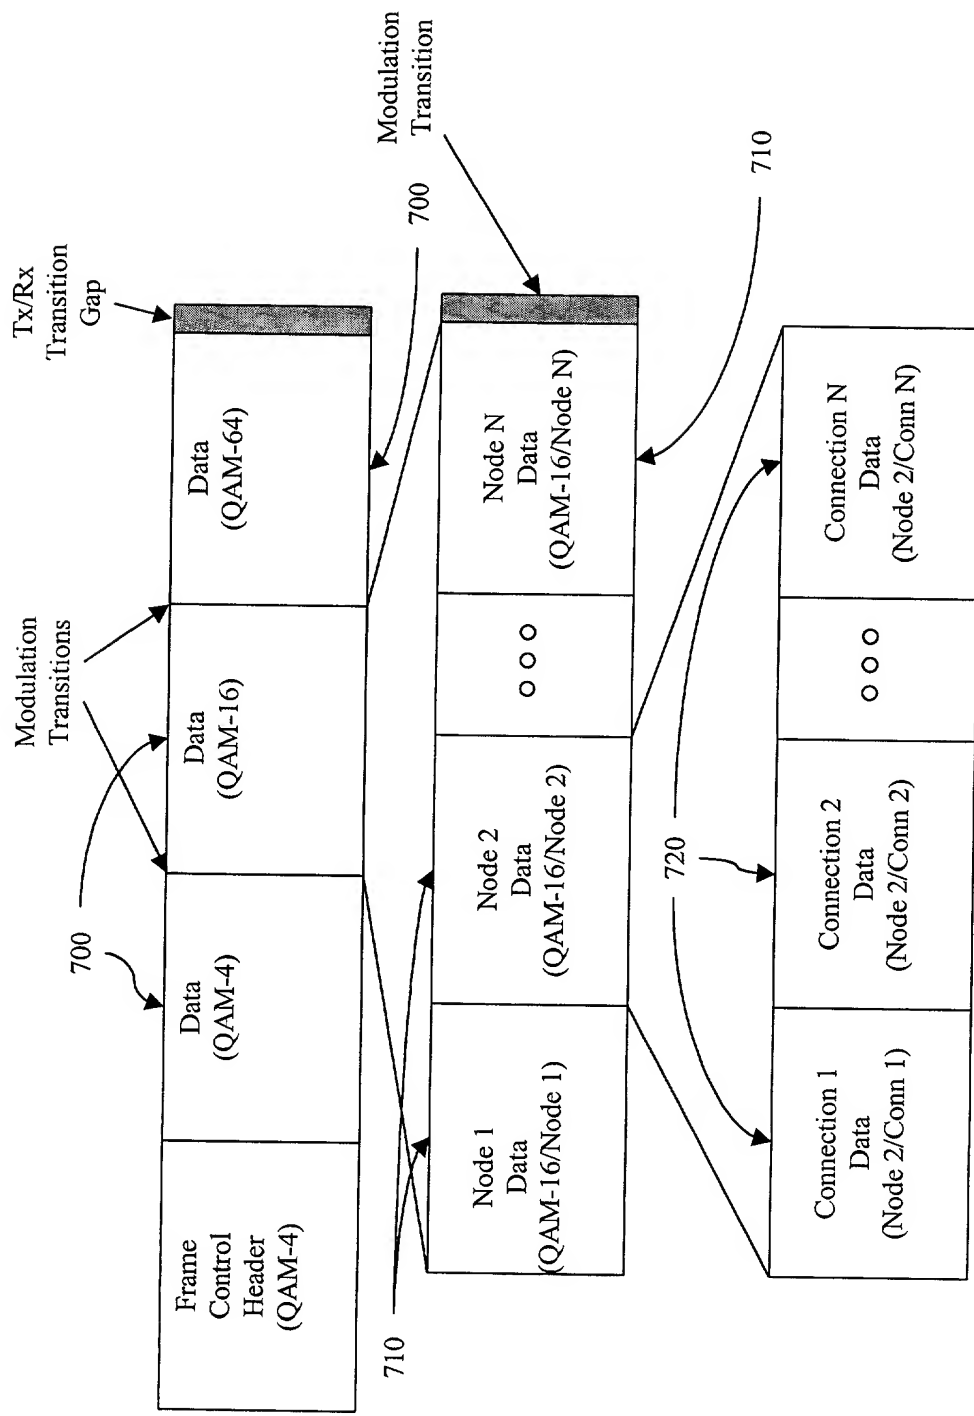 Tx/Rx
Transition
Gap
Modulation
Transitions
700
Frame
Control
Header
(QAM-4)
Data
(QAM-4)
Data
(QAM-16)
Data
(QAM-64)
700
Modulation
Transition
710
Node 1
Data
(QAM-16/Node 1)
Node 2
Data
(QAM-16/Node 2)
Node N
Data
(QAM-16/Node N)
710
720
Connection 1
Data
(Node 2/Conn 1)
Connection 2
Data
(Node 2/Conn 2)
Connection N
Data
(Node 2/Conn N)